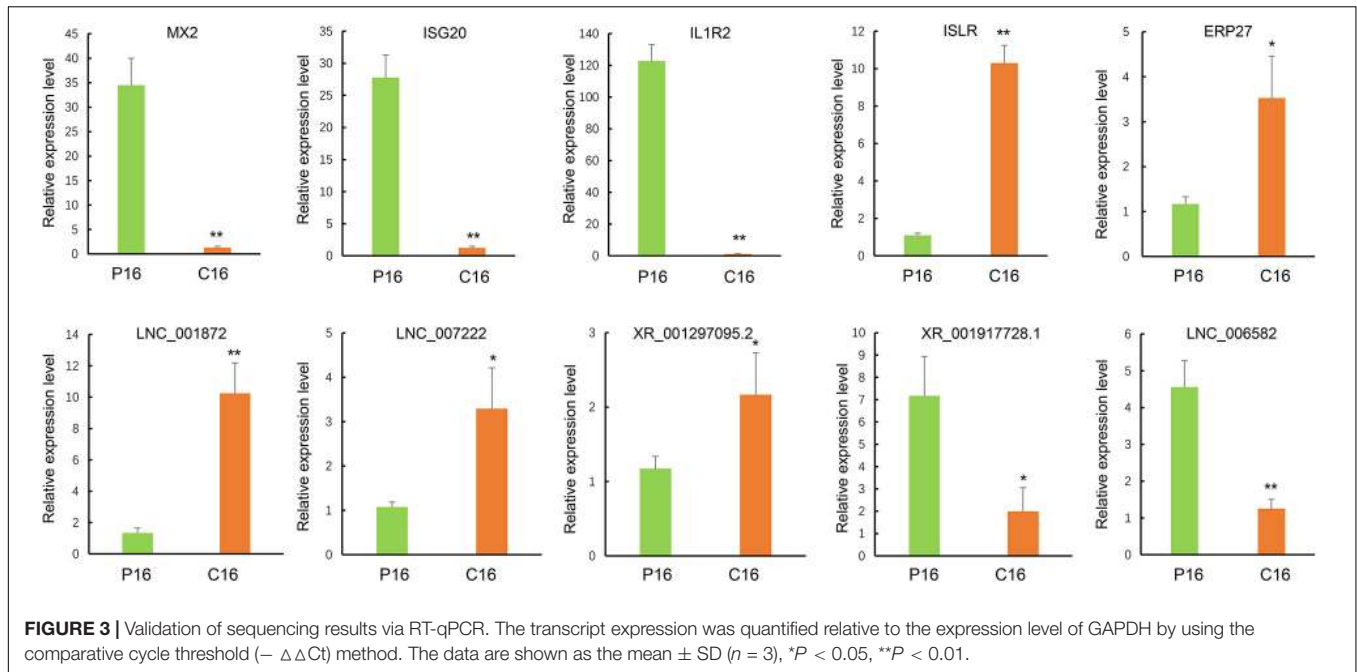 MX2
ISG20
IL1R2
ISLR
ERP27
Relative expression level
45
40
35
30
25
20
15
10
5
0
**
P16 C16
Relative expression level
35
30
25
20
15
10
5
0
**
P16 C16
Relative expression level
140
120
100
80
60
40
20
0
**
P16 C16
Relative expression level
12
10
8
6
4
2
0
**
P16 C16
Relative expression level
5
4
3
2
1
0
*
P16 C16
LNC_001872
LNC_007222
XR_001297095.2
XR_001917728.1
LNC_006582
Relative expression level
14
12
10
8
6
4
2
0
**
P16 C16
Relative expression level
5
4
3
2
1
0
*
P16 C16
Relative expression level
3
2
1
0
*
P16 C16
Relative expression level
10
9
8
7
6
5
4
3
2
1
0
*
P16 C16
Relative expression level
6
5
4
3
2
1
0
**
P16 C16
FIGURE 3 | Validation of sequencing results via RT-qPCR. The transcript expression was quantified relative to the expression level of GAPDH by using the
comparative cycle threshold (− △△Ct) method. The data are shown as the mean ± SD (n = 3), *P < 0.05, **P < 0.01.